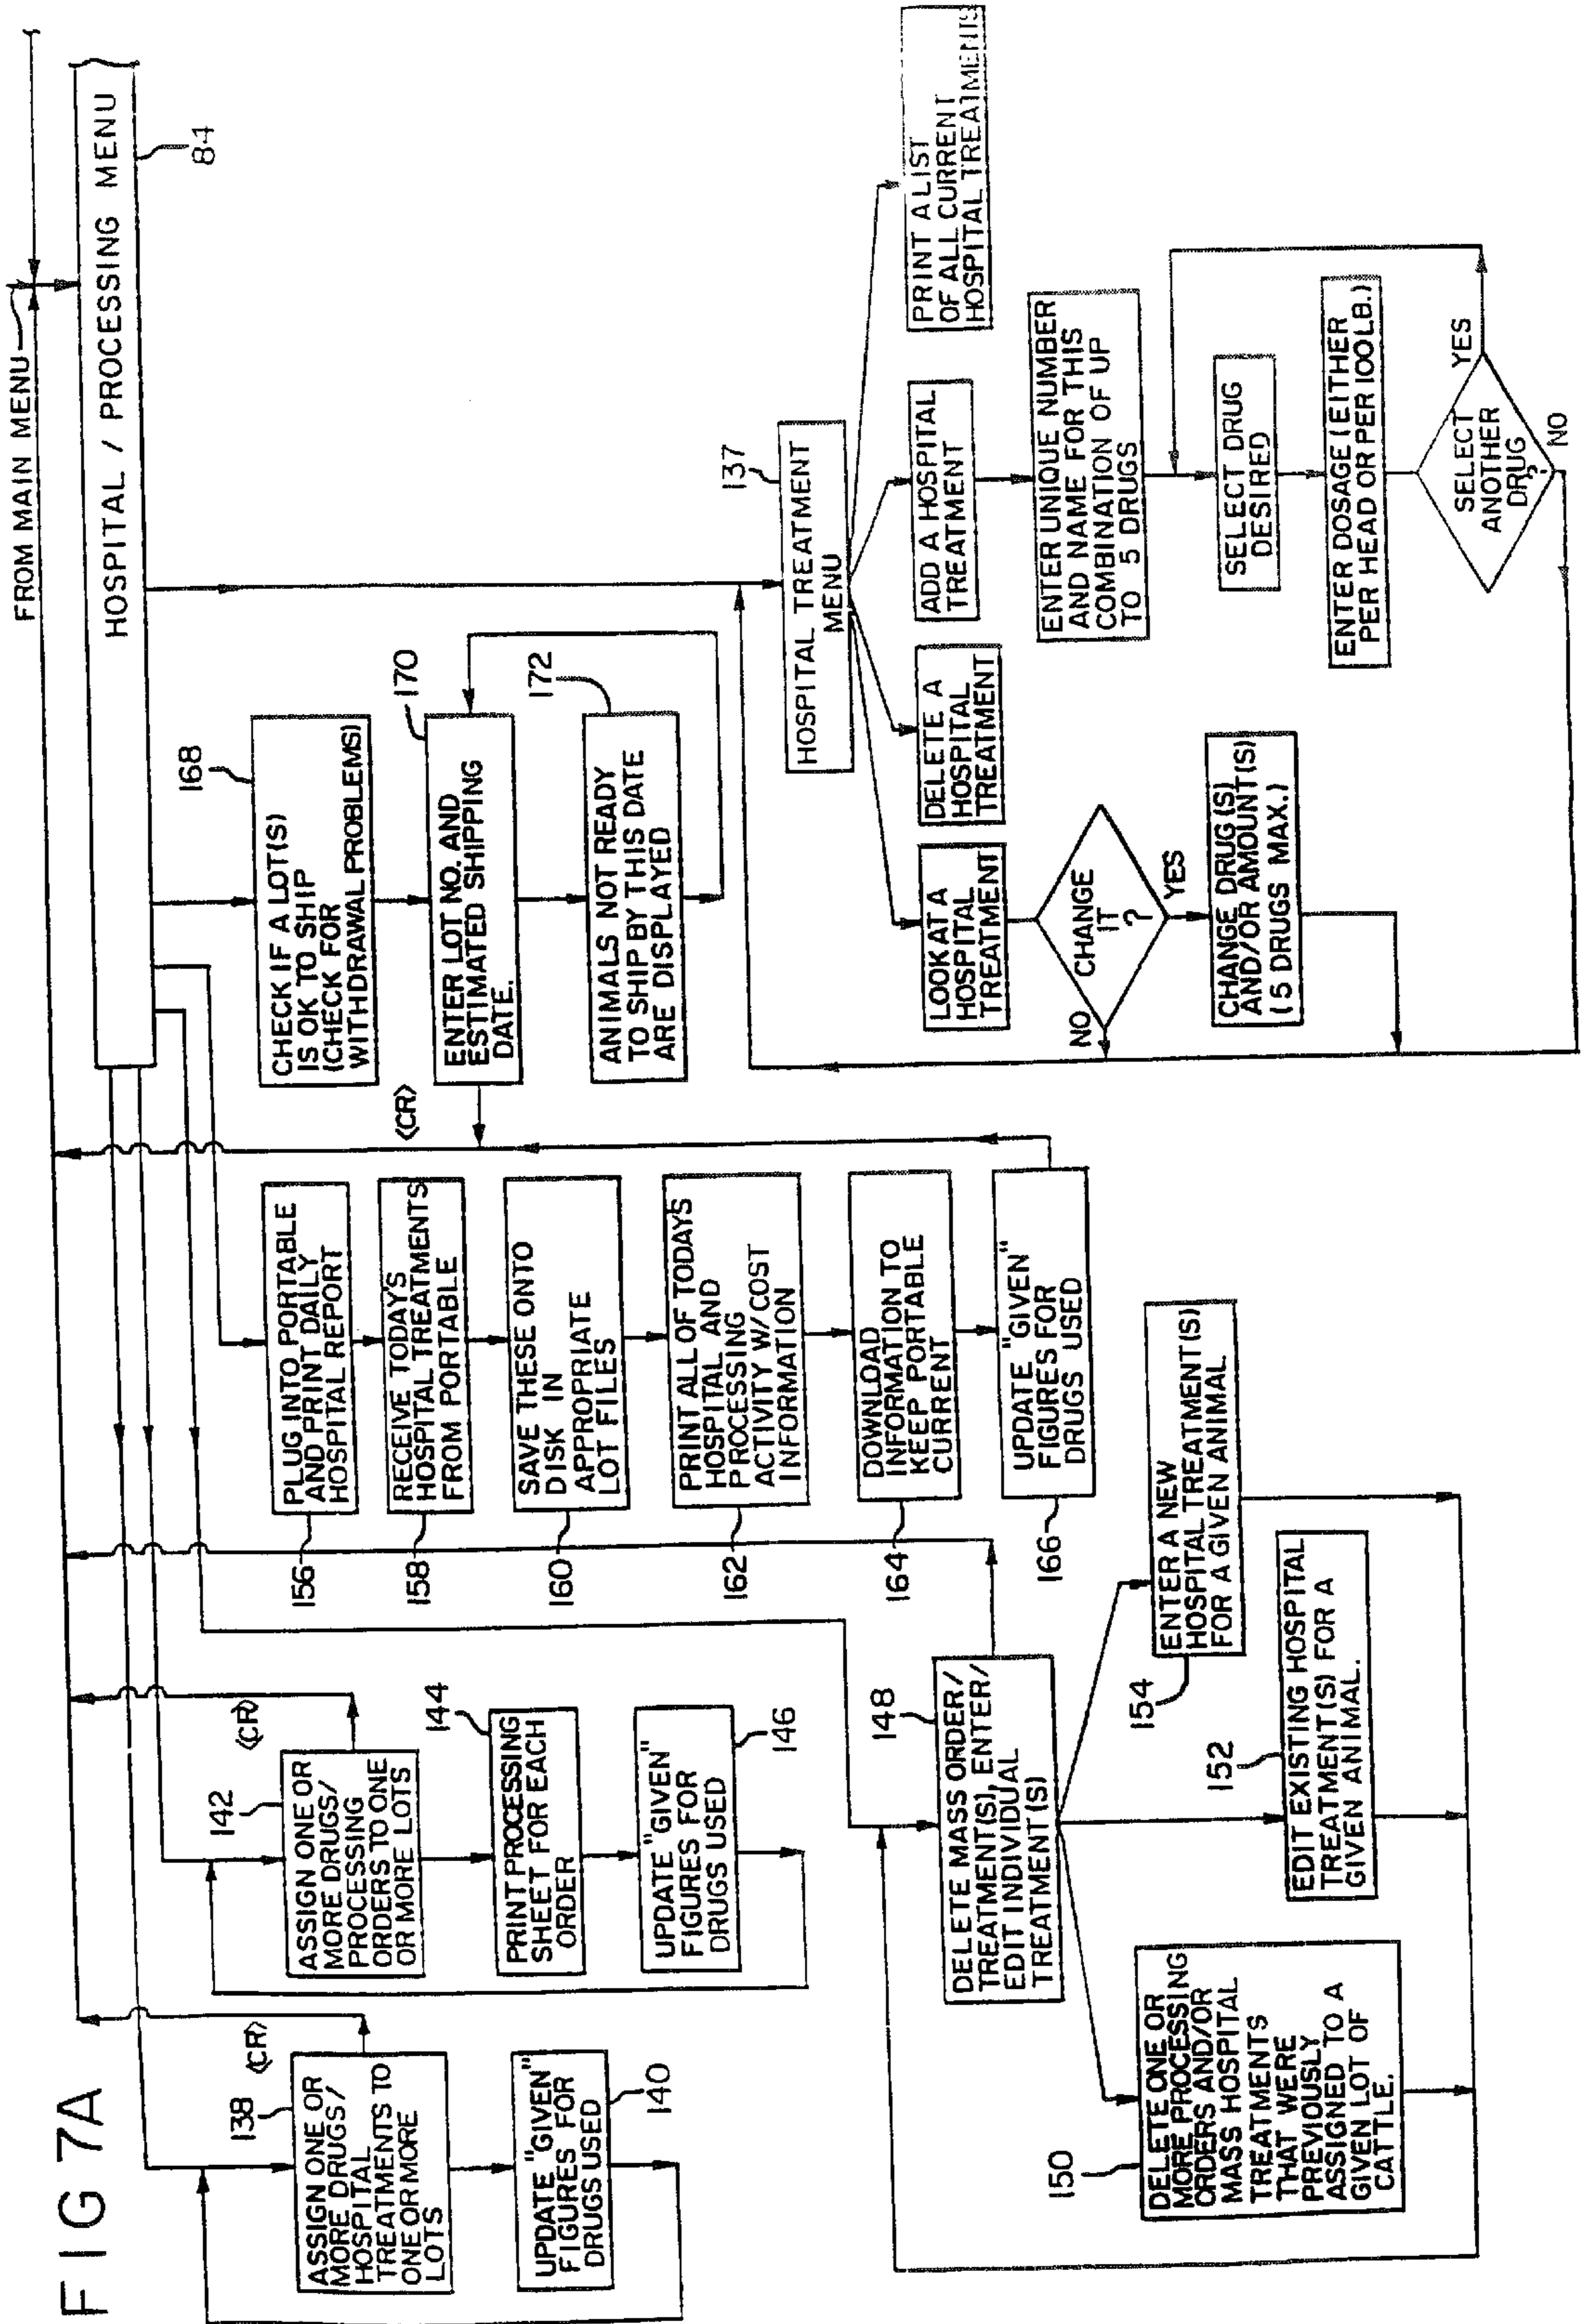 FIG 7A
FROM MAIN MENU
HOSPITAL / PROCESSING MENU
84
138
<CR>
ASSIGN ONE OR
MORE DRUGS/
HOSPITAL
TREATMENTS TO
ONE OR MORE
LOTS
UPDATE "GIVEN"
FIGURES FOR
DRUGS USED
140
142
<CR>
ASSIGN ONE OR
MORE DRUGS/
PROCESSING
ORDERS TO ONE
OR MORE LOTS
144
PRINT PROCESSING
SHEET FOR EACH
ORDER
UPDATE "GIVEN"
FIGURES FOR
DRUGS USED
146
148
DELETE MASS ORDER/
TREATMENT(S), ENTER/
EDIT INDIVIDUAL
TREATMENT(S)
150
DELETE ONE OR
MORE PROCESSING
ORDERS AND/OR
MASS HOSPITAL
TREATMENTS
THAT WERE
PREVIOUSLY
ASSIGNED TO A
GIVEN LOT OF
CATTLE.
152
EDIT EXISTING HOSPITAL
TREATMENT(S) FOR A
GIVEN ANIMAL.
154
ENTER A NEW
HOSPITAL TREATMENT(S)
FOR A GIVEN ANIMAL.
156
PLUG INTO PORTABLE
AND PRINT DAILY
HOSPITAL REPORT
158
RECEIVE TODAYS
HOSPITAL TREATMENTS
FROM PORTABLE
160
SAVE THESE ONTO
DISK IN
APPROPRIATE
LOT FILES
162
PRINT ALL OF TODAYS
HOSPITAL AND
PROCESSING
ACTIVITY W/COST
INFORMATION
164
DOWNLOAD
INFORMATION TO
KEEP PORTABLE
CURRENT
166
UPDATE "GIVEN"
FIGURES FOR
DRUGS USED
168
CHECK IF A LOT(S)
IS OK TO SHIP
(CHECK FOR
WITHDRAWAL PROBLEMS)
170
<CR>
ENTER LOT NO. AND
ESTIMATED SHIPPING
DATE.
172
ANIMALS NOT READY
TO SHIP BY THIS DATE
ARE DISPLAYED
137
HOSPITAL TREATMENT
MENU
LOOK AT A
HOSPITAL
TREATMENT
CHANGE
IT
?
NO
YES
CHANGE DRUG(S)
AND/OR AMOUNT(S)
(5 DRUGS MAX.)
DELETE A
HOSPITAL
TREATMENT
ADD A HOSPITAL
TREATMENT
ENTER UNIQUE NUMBER
AND NAME FOR THIS
COMBINATION OF UP
TO 5 DRUGS
SELECT DRUG
DESIRED
ENTER DOSAGE (EITHER
PER HEAD OR PER 100 LB.)
SELECT
ANOTHER
DRUG
?
YES
NO
PRINT A LIST
OF ALL CURRENT
HOSPITAL TREATMENTS